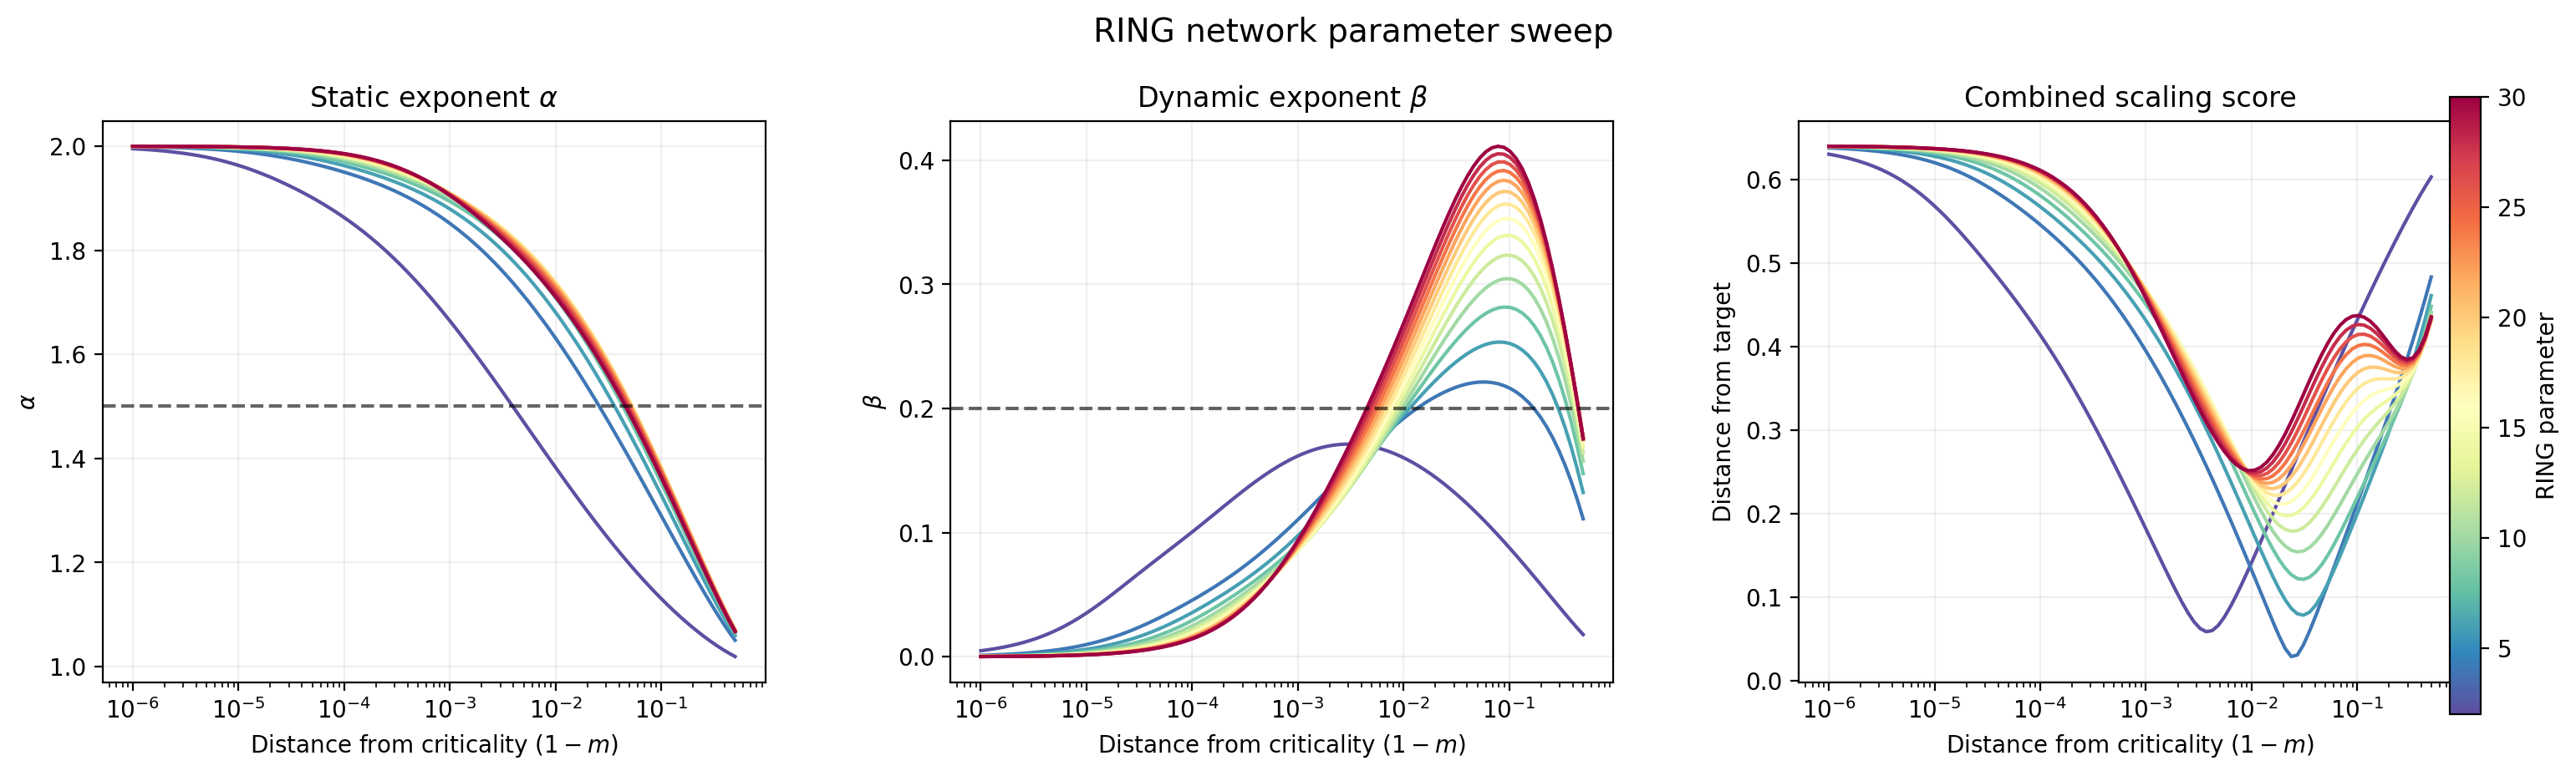 RING network parameter sweep
Static exponent α
α
2.0
1.8
1.6
1.4
1.2
1.0
10⁻⁶ 10⁻⁵ 10⁻⁴ 10⁻³ 10⁻² 10⁻¹
Distance from criticality (1 − m)
Dynamic exponent β
β
0.4
0.3
0.2
0.1
0.0
10⁻⁶ 10⁻⁵ 10⁻⁴ 10⁻³ 10⁻² 10⁻¹
Distance from criticality (1 − m)
Combined scaling score
Distance from target
0.6
0.5
0.4
0.3
0.2
0.1
0.0
10⁻⁶ 10⁻⁵ 10⁻⁴ 10⁻³ 10⁻² 10⁻¹
Distance from criticality (1 − m)
30
25
20
15
10
5
RING parameter